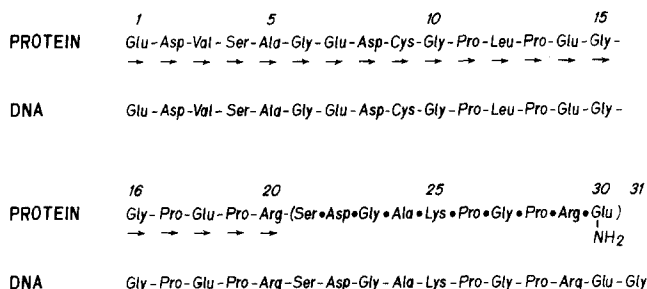 1 5 10 15
PROTEIN Glu-Asp-Val-Ser-Ala-Gly-Glu-Asp-Cys-Gly-Pro-Leu-Pro-Glu-Gly-
→ → → → → → → → → → → → → → →
DNA Glu-Asp-Val-Ser-Ala-Gly-Glu-Asp-Cys-Gly-Pro-Leu-Pro-Glu-Gly-
16 20 25 30 31
PROTEIN Gly-Pro-Glu-Pro-Arg-(Ser•Asp•Gly•Ala•Lys•Pro•Gly•Pro•Arg•Glu)
→ → → → →
NH2
DNA Gly-Pro-Glu-Pro-Arg-Ser-Asp-Gly-Ala-Lys-Pro-Gly-Pro-Arg-Glu-Gly